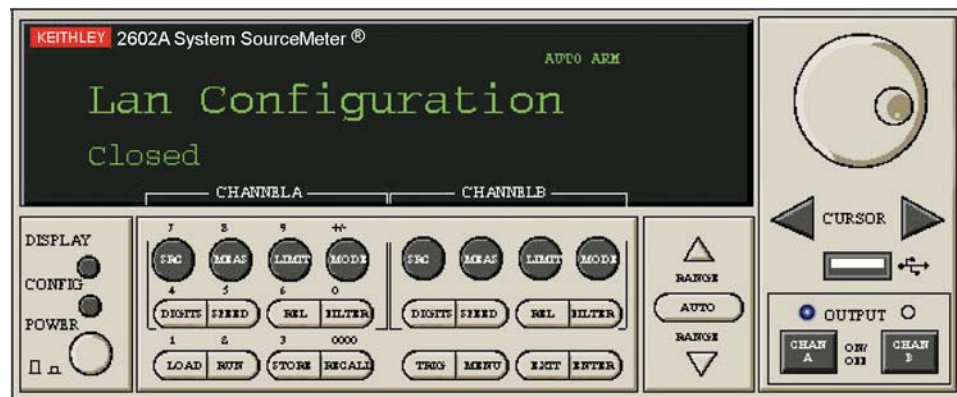 KEITHLEY 2602A System SourceMeter ®
AUTO ARM
Lan Configuration
Closed
CHANNELA CHANNELB
DISPLAY
CONFIG
POWER
7 8 9 +/-
SRC MEAS LIMIT MODE SRC MEAS LIMIT MODE
4 5 6 0
DIGITS SPEED REL FILTER DIGITS SPEED REL FILTER
1 2 3 0000
LOAD RUN STORE RECALL TRIG MENU EXIT ENTER
RANGE
AUTO
RANGE
CURSOR
OUTPUT
CHAN A ON/OFF CHAN B